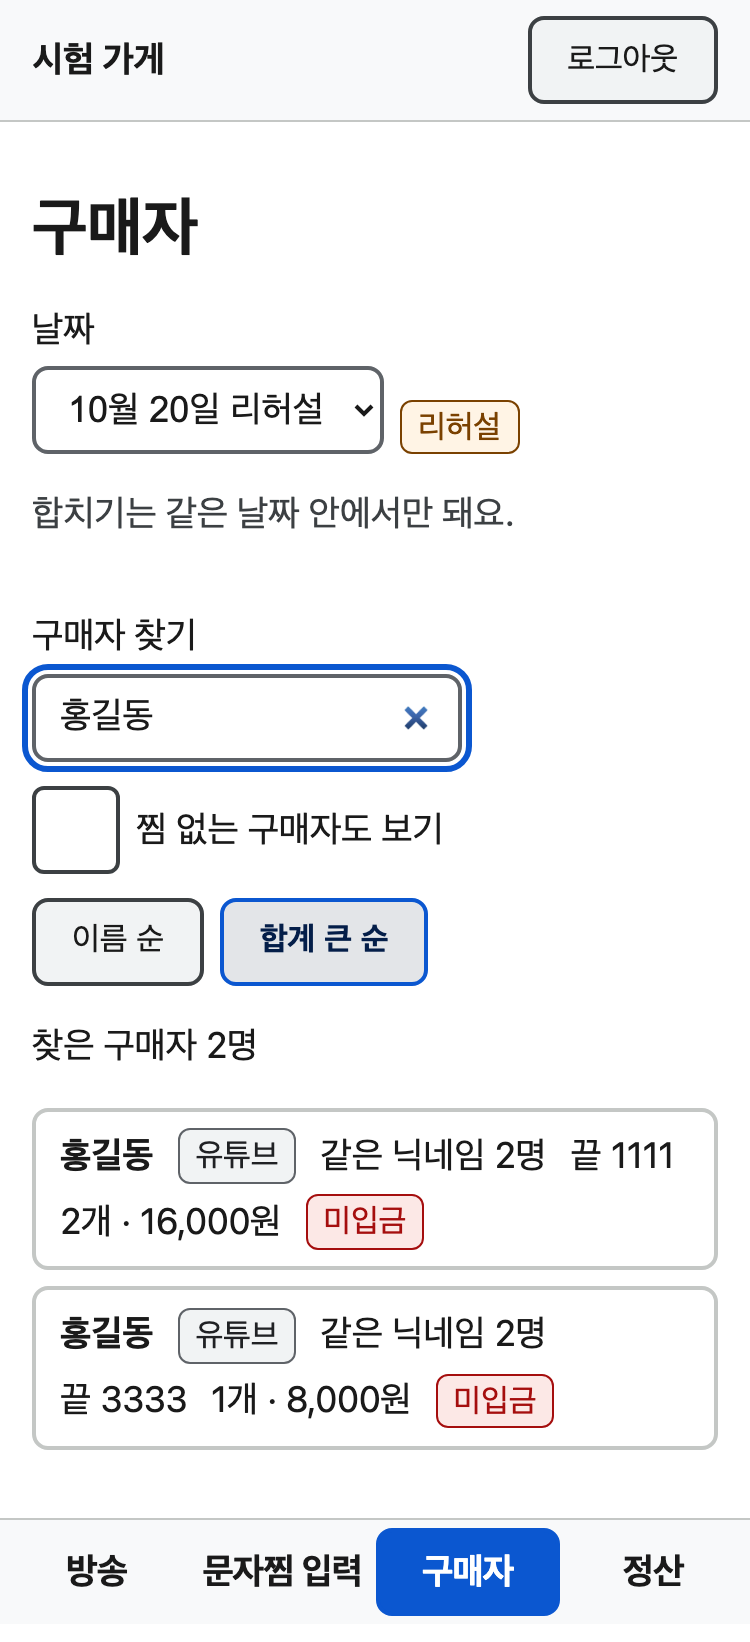 시험 가게 로그아웃
구매자
날짜
10월 20일 리허설 리허설
합치기는 같은 날짜 안에서만 돼요.
구매자 찾기
홍길동
찜 없는 구매자도 보기
이름 순 합계 큰 순
찾은 구매자 2명
홍길동 유튜브 같은 닉네임 2명 끝 1111
2개 · 16,000원 미입금
홍길동 유튜브 같은 닉네임 2명
끝 3333 1개 · 8,000원 미입금
방송 문자찜 입력 구매자 정산